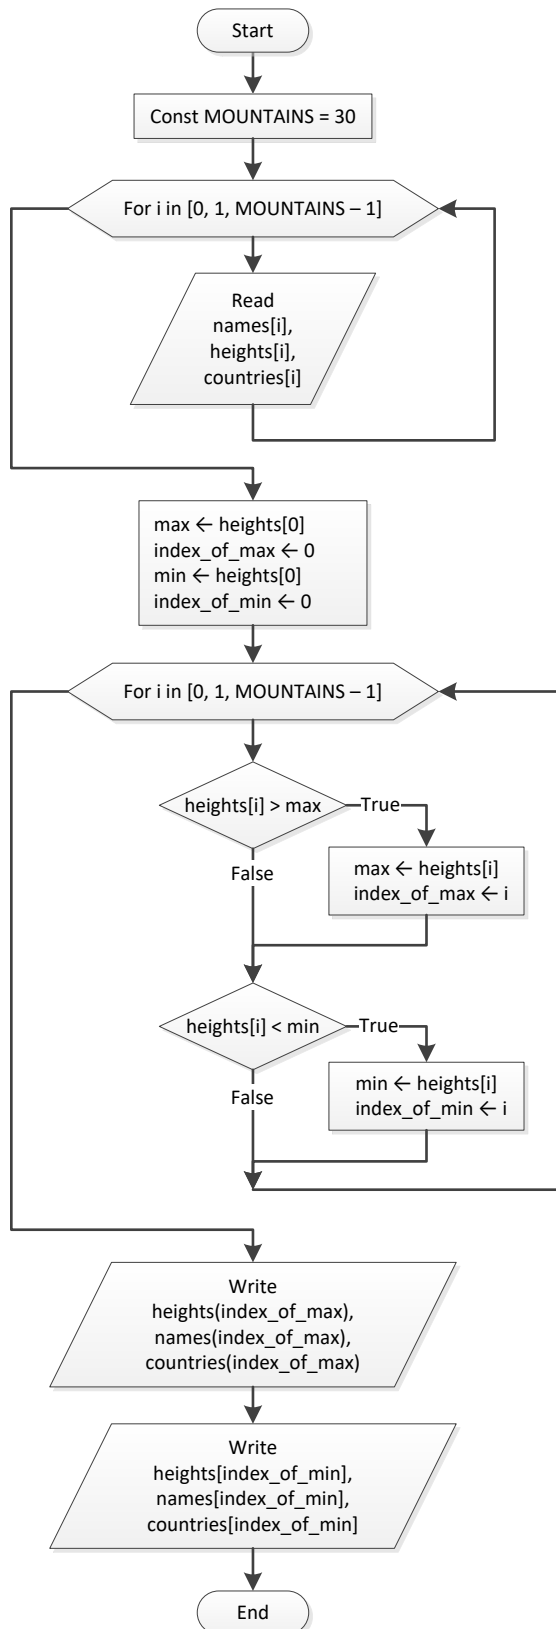 Start
Const MOUNTAINS = 30
For i in [0, 1, MOUNTAINS – 1]
Read
names[i],
heights[i],
countries[i]
max ← heights[0]
index_of_max ← 0
min ← heights[0]
index_of_min ← 0
For i in [0, 1, MOUNTAINS – 1]
heights[i] > max
True
False
max ← heights[i]
index_of_max ← i
heights[i] < min
True
False
min ← heights[i]
index_of_min ← i
Write
heights(index_of_max),
names(index_of_max),
countries(index_of_max)
Write
heights[index_of_min],
names[index_of_min],
countries[index_of_min]
End